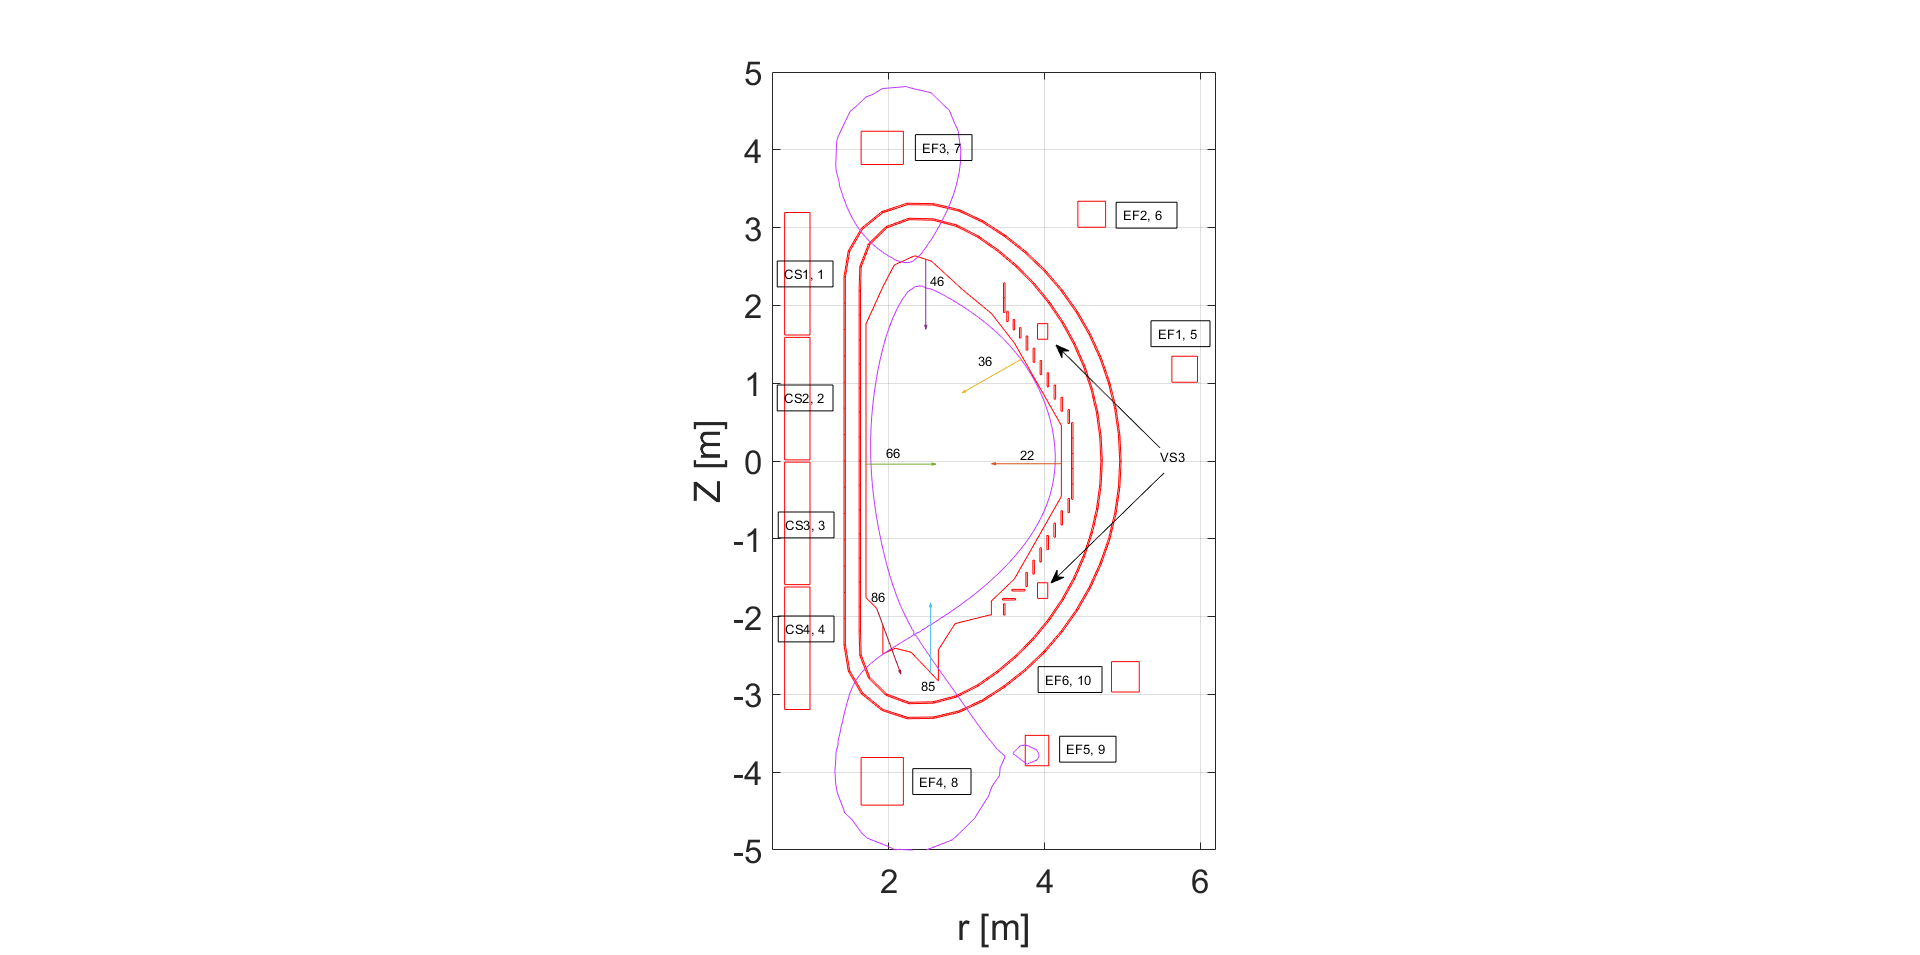 5
4
3
2
1
0
-1
-2
-3
-4
-5
Z [m]
2
4
6
r [m]
EF3, 7
EF2, 6
CS1, 1
46
EF1, 5
36
CS2, 2
66
22
VS3
CS3, 3
86
CS4, 4
85
EF6, 10
EF5, 9
EF4, 8